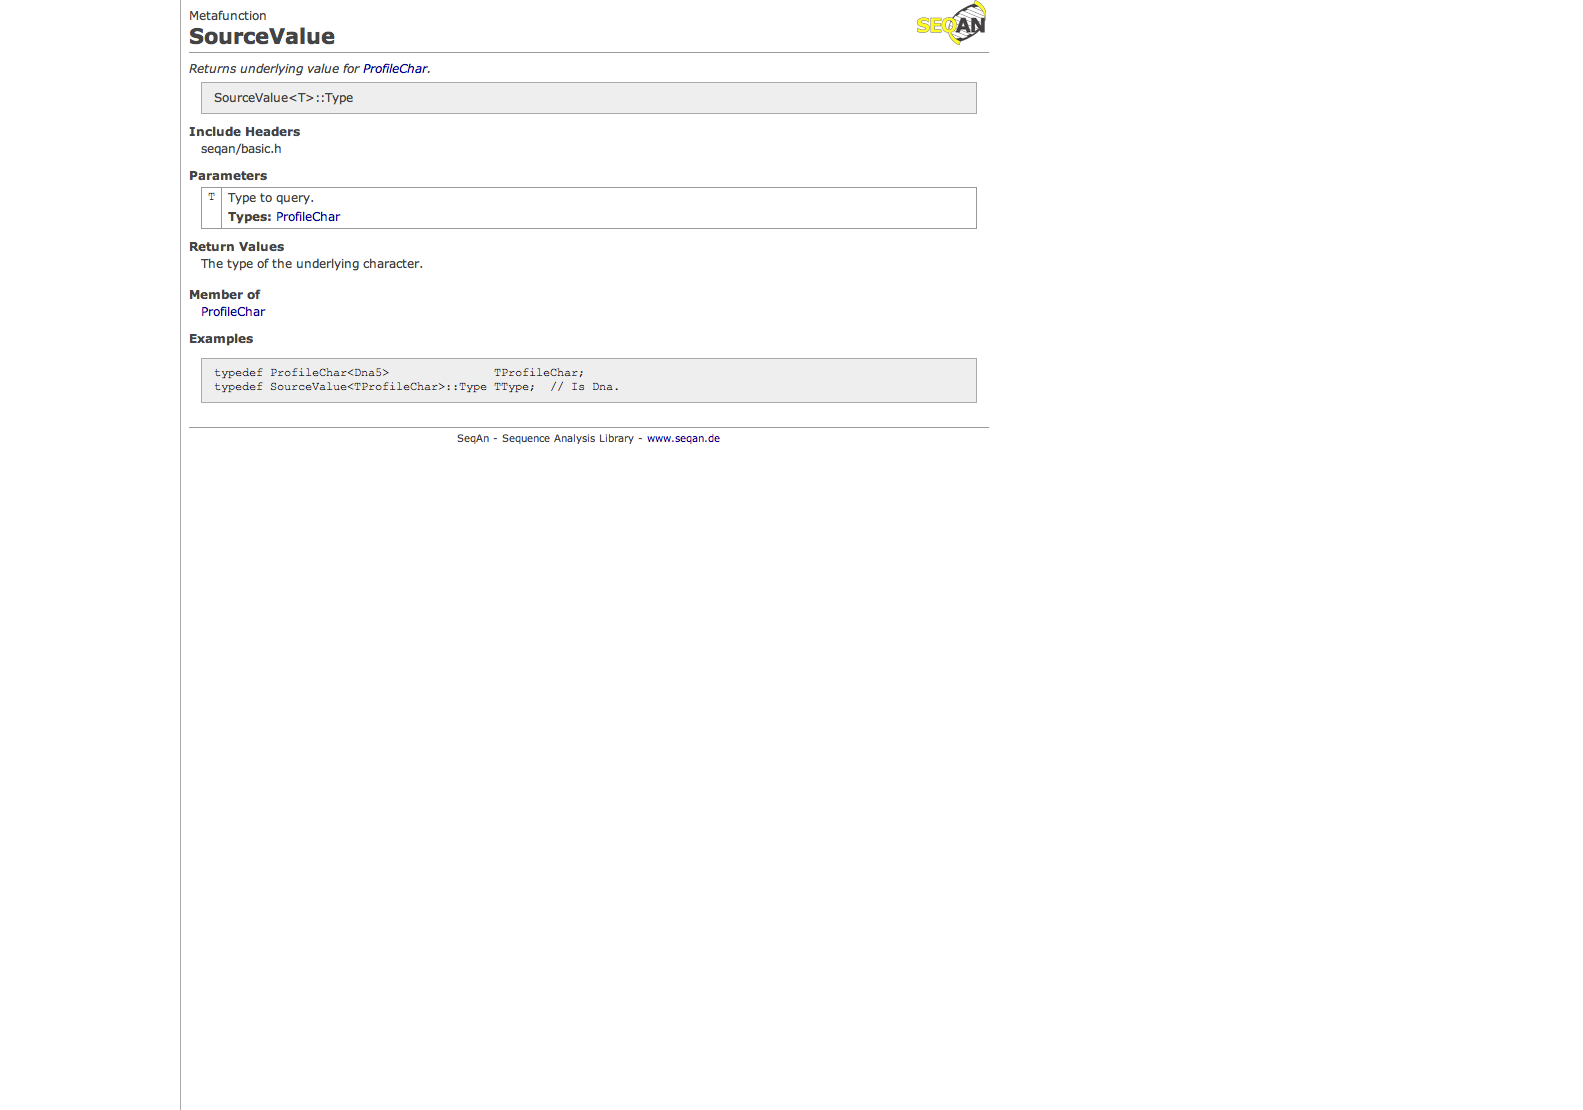 Metafunction
SourceValue
SEQAN
Returns underlying value for ProfileChar.
SourceValue<T>::Type
Include Headers
seqan/basic.h
Parameters
T Type to query.
Types: ProfileChar
Return Values
The type of the underlying character.
Member of
ProfileChar
Examples
typedef ProfileChar<Dna5>               TProfileChar;
typedef SourceValue<TProfileChar>::Type TType;  // Is Dna.
SeqAn - Sequence Analysis Library - www.seqan.de